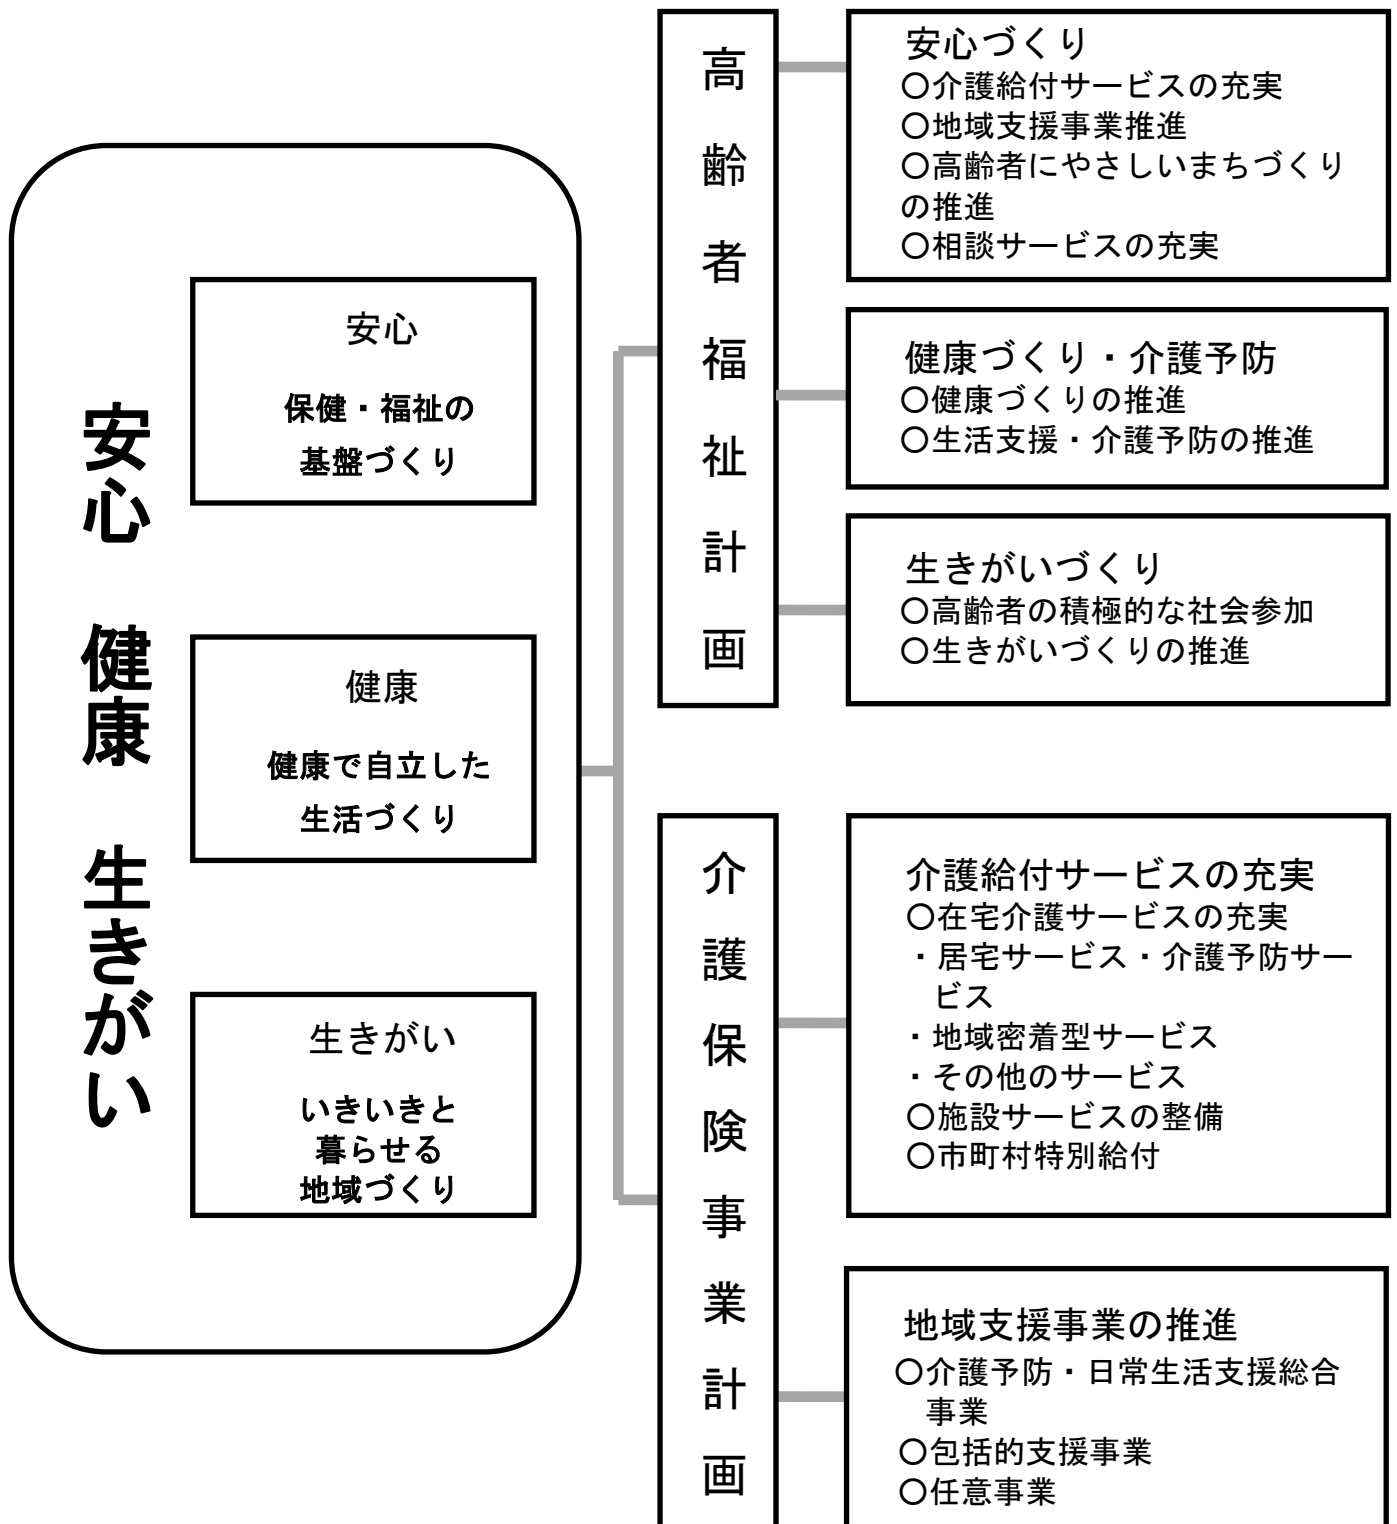 安心 健康 生きがい
安心
保健・福祉の
基盤づくり
健康
健康で自立した
生活づくり
生きがい
いきいきと
暮らせる
地域づくり
高齢者福祉計画
安心づくり
○介護給付サービスの充実
○地域支援事業推進
○高齢者にやさしいまちづくり
の推進
○相談サービスの充実
健康づくり・介護予防
○健康づくりの推進
○生活支援・介護予防の推進
生きがいづくり
○高齢者の積極的な社会参加
○生きがいづくりの推進
介護保険事業計画
介護給付サービスの充実
○在宅介護サービスの充実
・居宅サービス・介護予防サー
ビス
・地域密着型サービス
・その他のサービス
○施設サービスの整備
○市町村特別給付
地域支援事業の推進
○介護予防・日常生活支援総合
事業
○包括的支援事業
○任意事業